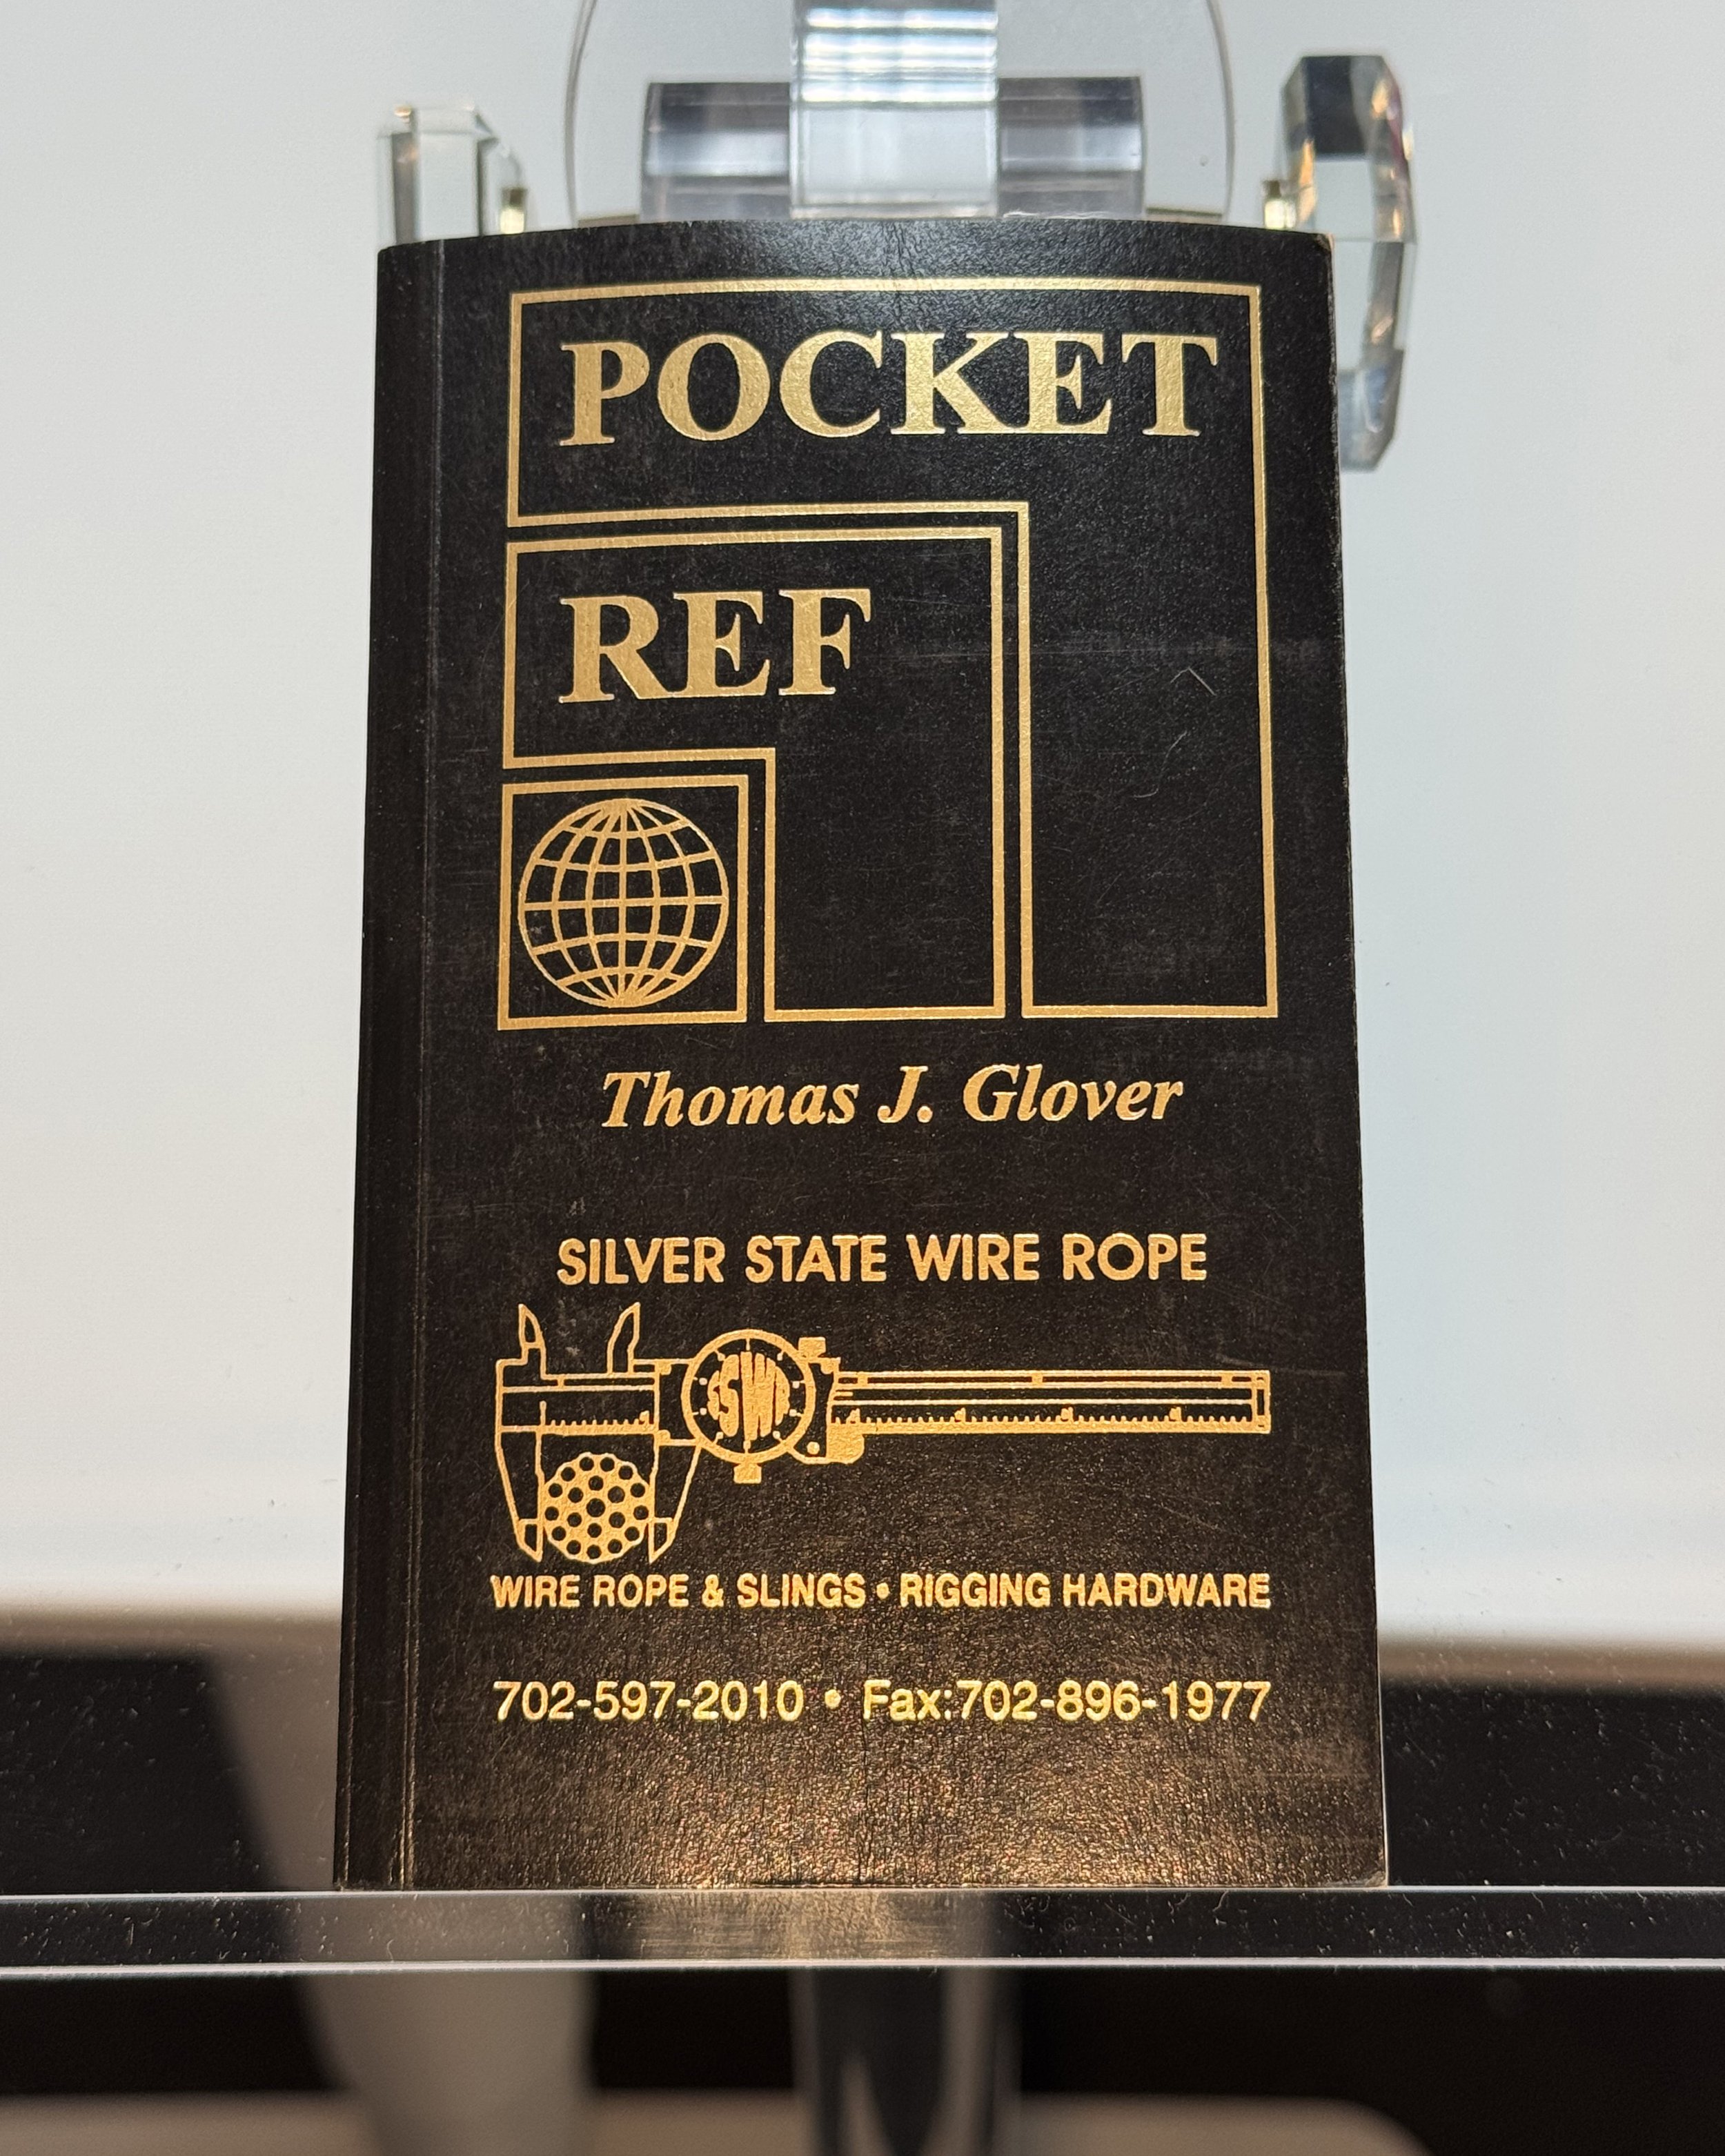 POCKET
REF
Thomas J. Glover
SILVER STATE WIRE ROPE
SSWR
WIRE ROPE & SLINGS • RIGGING HARDWARE
702-597-2010 • Fax:702-896-1977